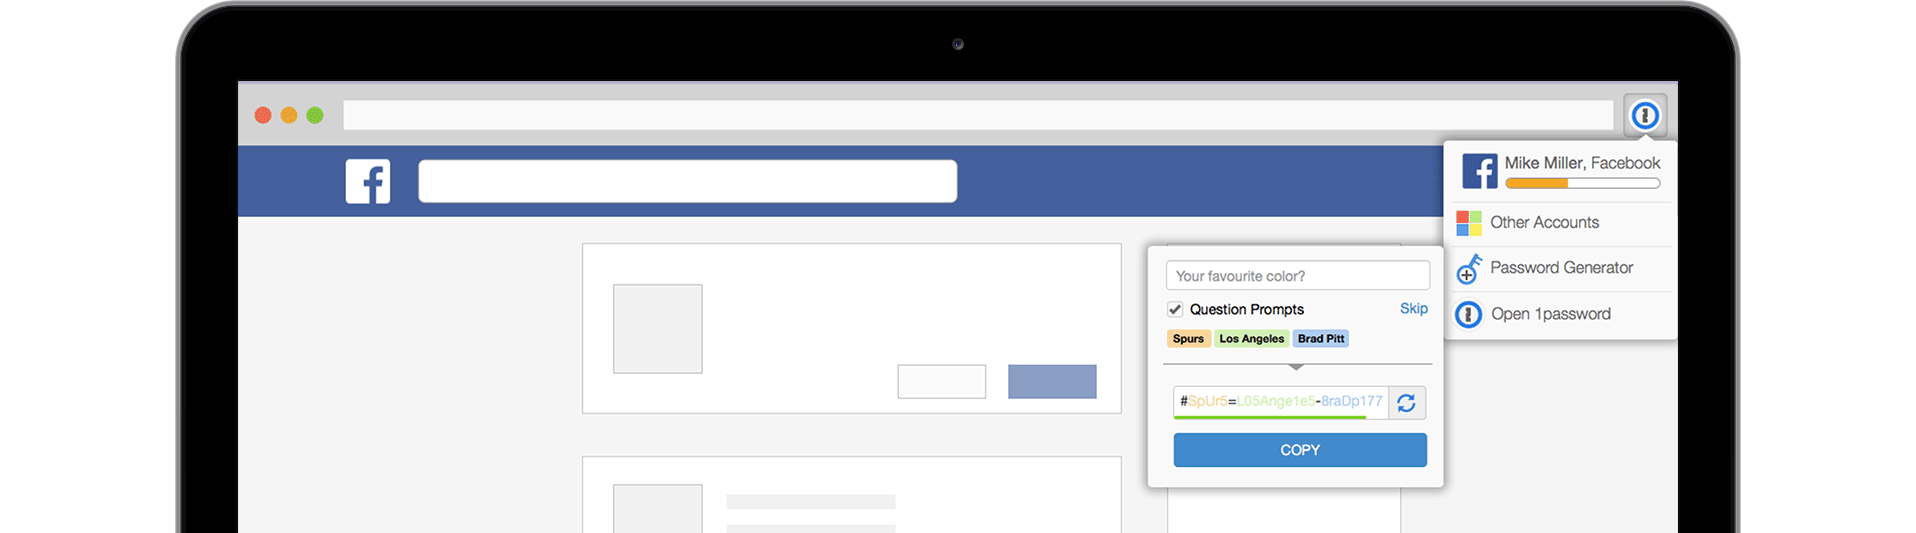 Mike Miller, Facebook
Other Accounts
Password Generator
Open 1password
Your favourite color?
Question Prompts Skip
Spurs Los Angeles Brad Pitt
#SpUr5=L05Ange1e5-8raDp177
COPY